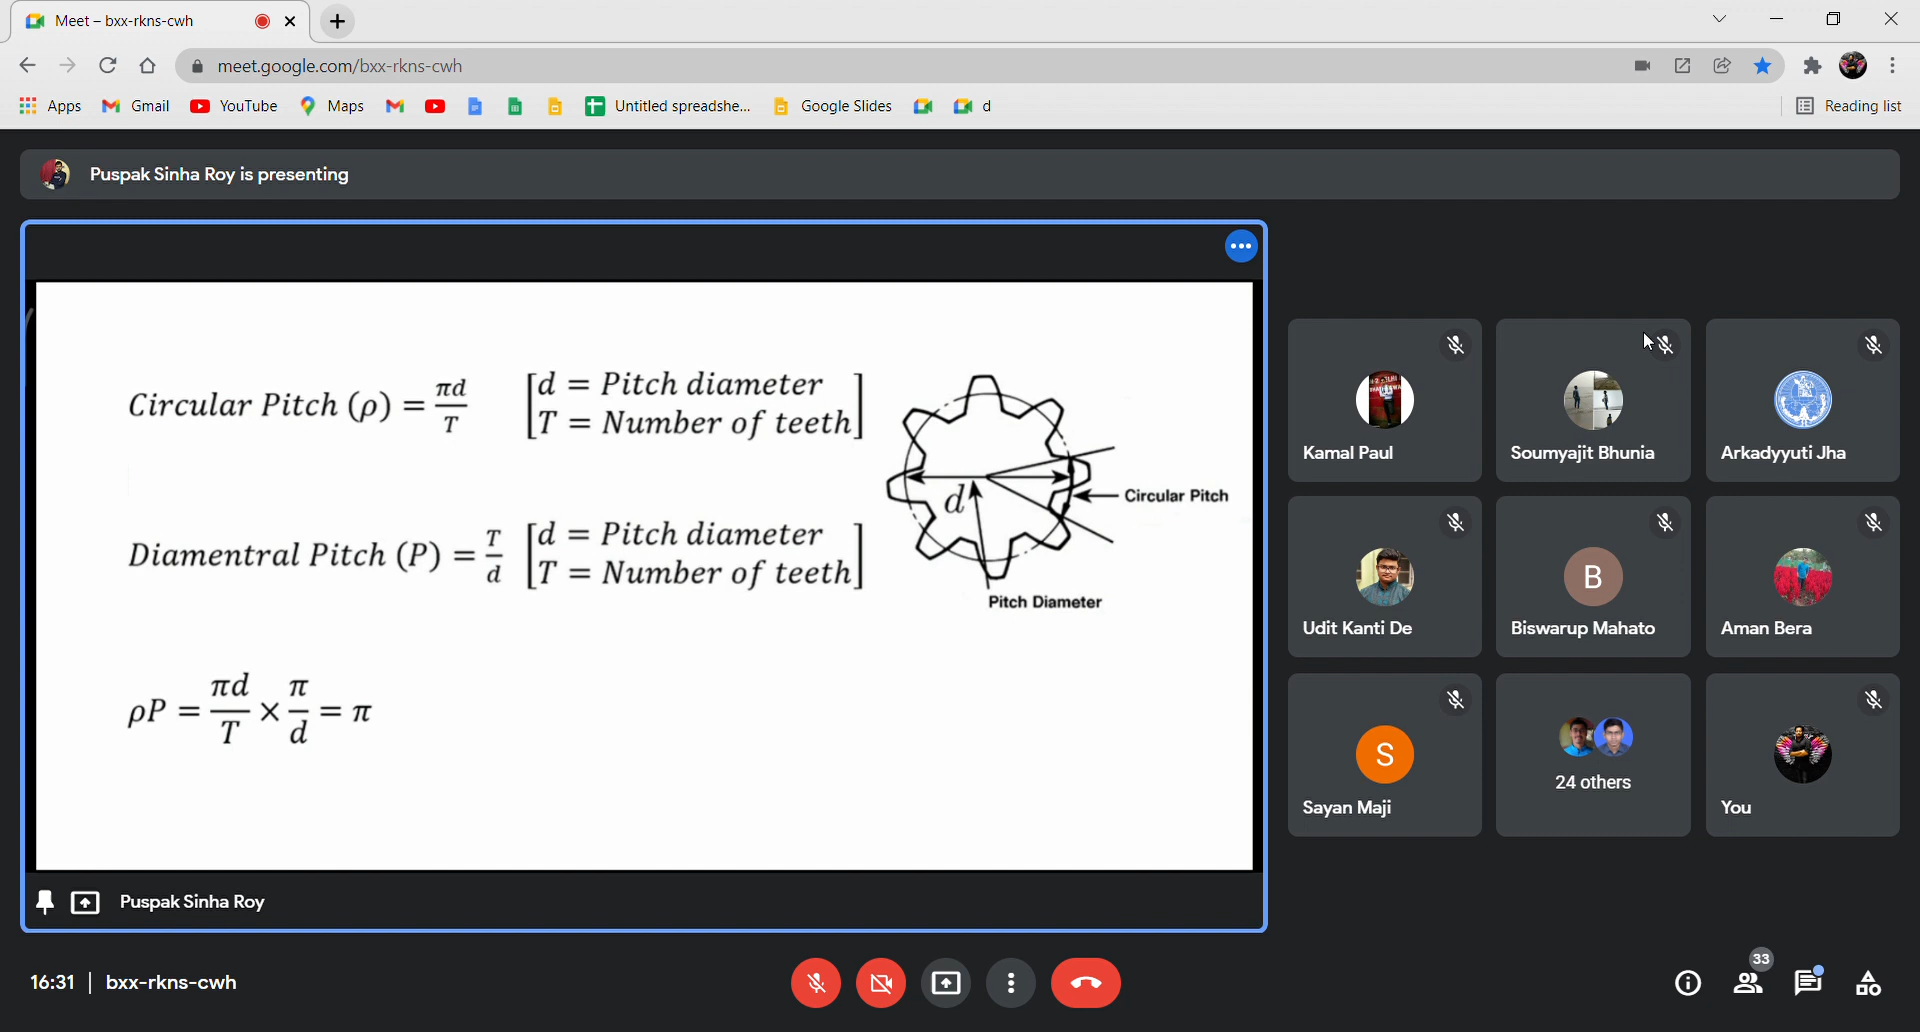 Meet – bxx-rkns-cwh
meet.google.com/bxx-rkns-cwh
Apps Gmail YouTube Maps Untitled spreadshe... Google Slides d Reading list
Puspak Sinha Roy is presenting
Circular Pitch (ρ) = πd/T [d = Pitch diameter
T = Number of teeth]
d
Circular Pitch
Diamentral Pitch (P) = T/d [d = Pitch diameter
T = Number of teeth]
Pitch Diameter
ρP = πd/T × π/d = π
Puspak Sinha Roy
Kamal Paul
Soumyajit Bhunia
Arkadyyuti Jha
Udit Kanti De
B
Biswarup Mahato
Aman Bera
S
Sayan Maji
24 others
You
16:31 | bxx-rkns-cwh
33